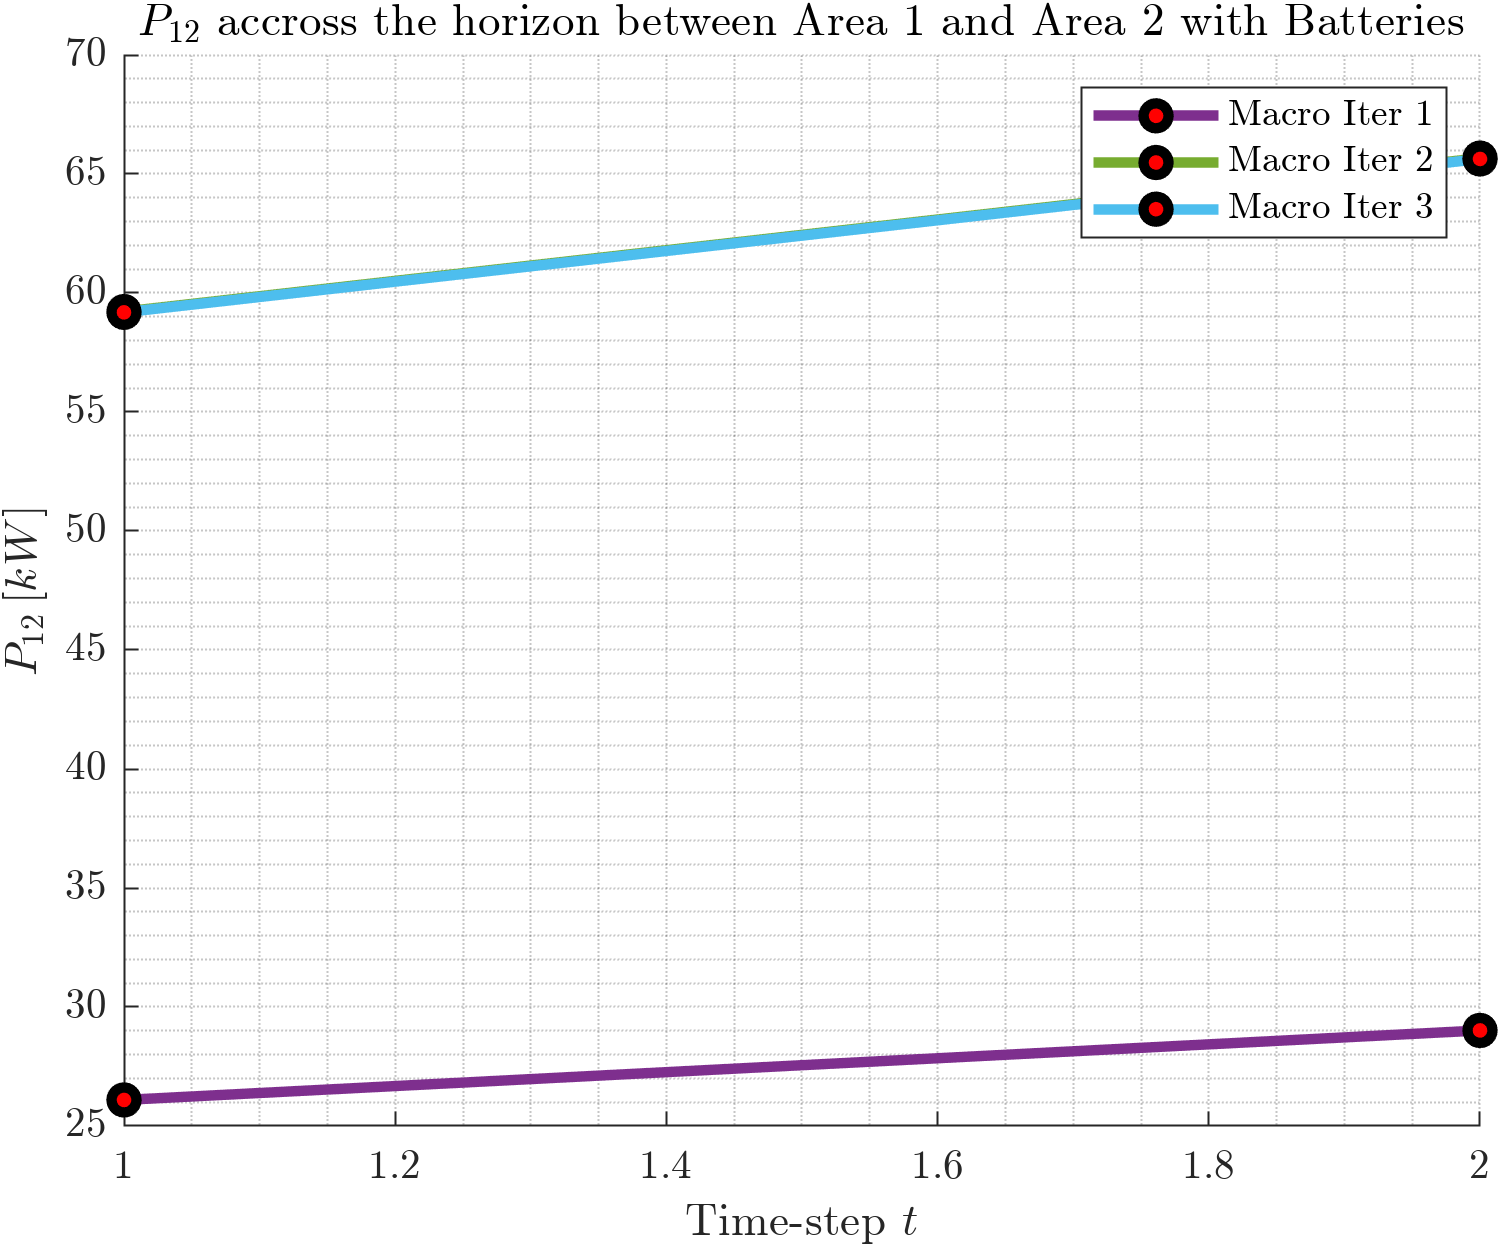 P₁₂ accross the horizon between Area 1 and Area 2 with Batteries
70
65
60
55
50
45
40
35
30
25
P₁₂ [kW]
Macro Iter 1
Macro Iter 2
Macro Iter 3
1 1.2 1.4 1.6 1.8 2
Time-step t